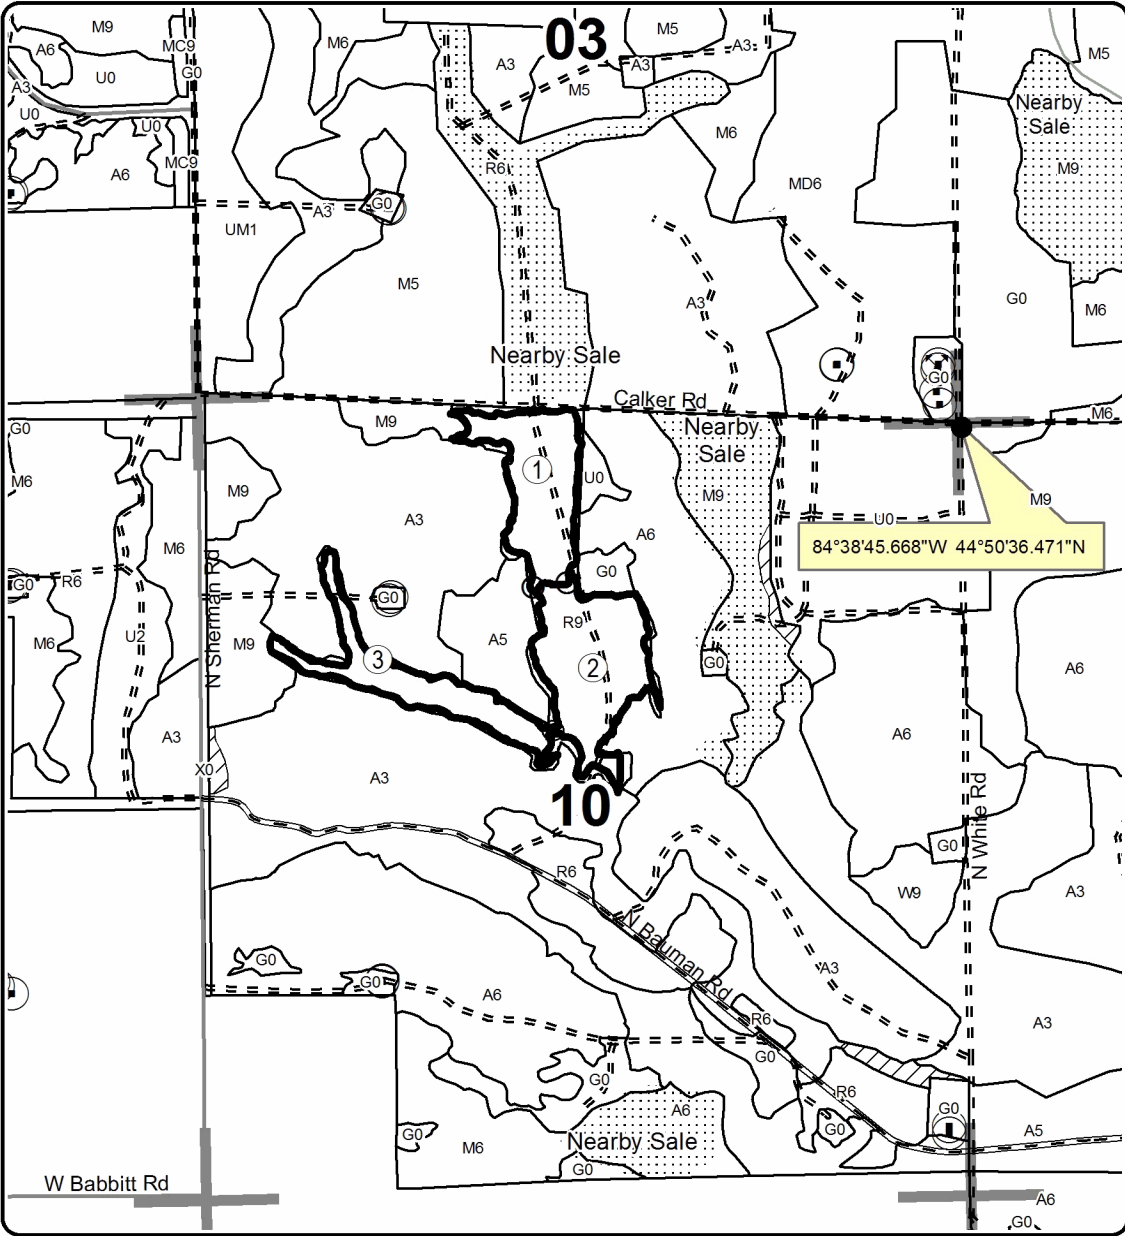 M9
MC9
A6
M6
03
M5
A3
U0
G0
A3
A3
M5
M5
A3
M5
Nearby
Sale
U0
U0
MC9
A6
M6
R6
M9
MD6
G0
A3
UM1
M5
A3
G0
M6
Nearby Sale
G0
Calker Rd
M6
G0
M9
Nearby
Sale
1
U0
M6
M9
M9
M9
A3
U0
84°38'45.668"W 44°50'36.471"N
M6
A6
N Sherman Rd
R6
G0
G0
G0
R9
U2
M6
M9
A5
3
2
G0
A6
A3
A6
X0
A3
10
N White Rd
G0
R6
W9
A3
N Bauman Rd
G0
A3
G0
A6
R6
A3
G0
G0
R6
A6
G0
G0
G0
A5
Nearby Sale
M6
G0
W Babbitt Rd
A6
G0